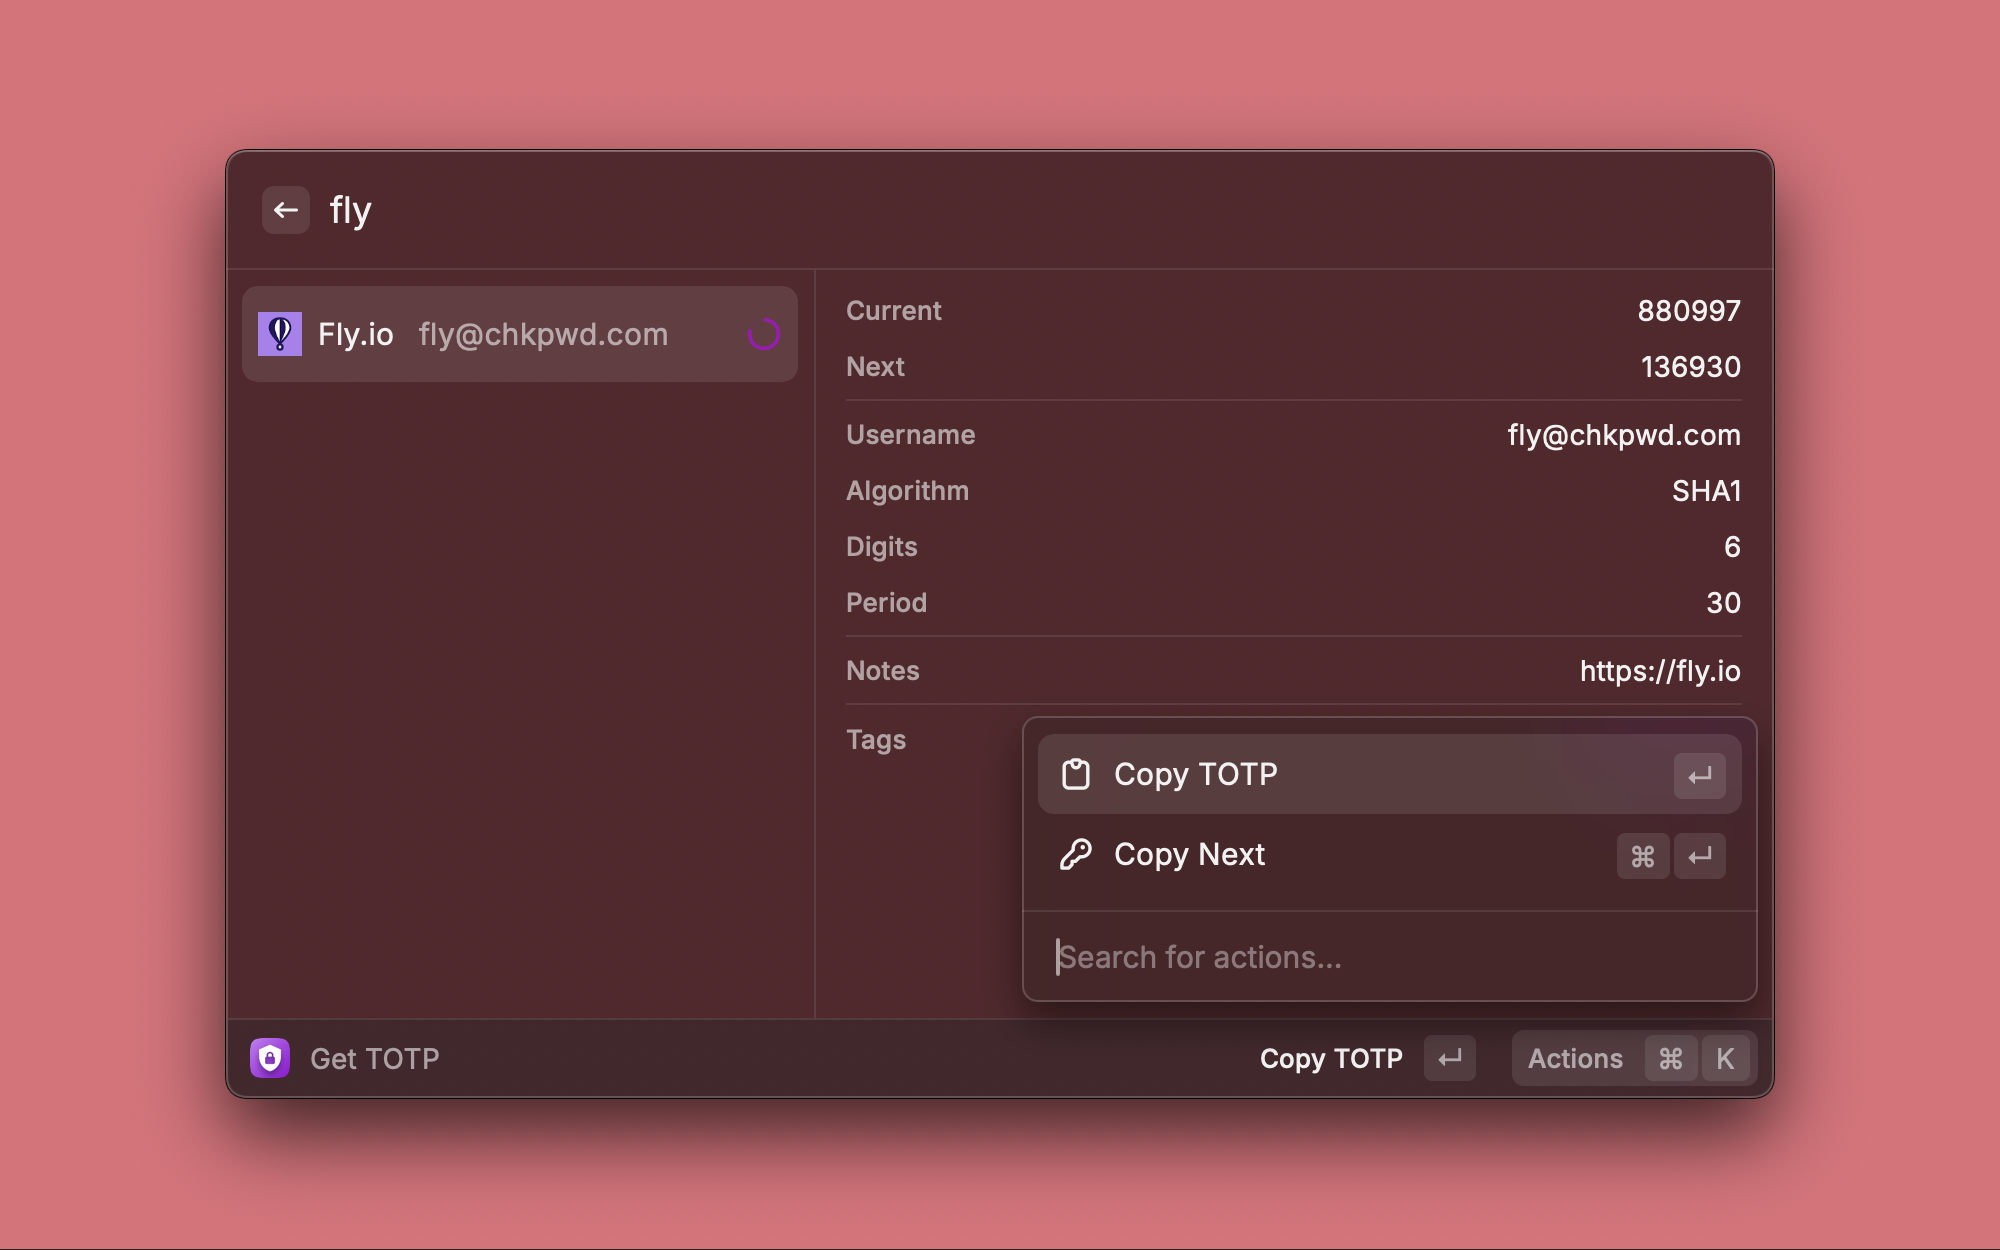 fly
Fly.io fly@chkpwd.com
Current 880997
Next 136930
Username fly@chkpwd.com
Algorithm SHA1
Digits 6
Period 30
Notes https://fly.io
Tags
Copy TOTP ↵
Copy Next ⌘ ↵
Search for actions...
Get TOTP
Copy TOTP ↵ Actions ⌘ K